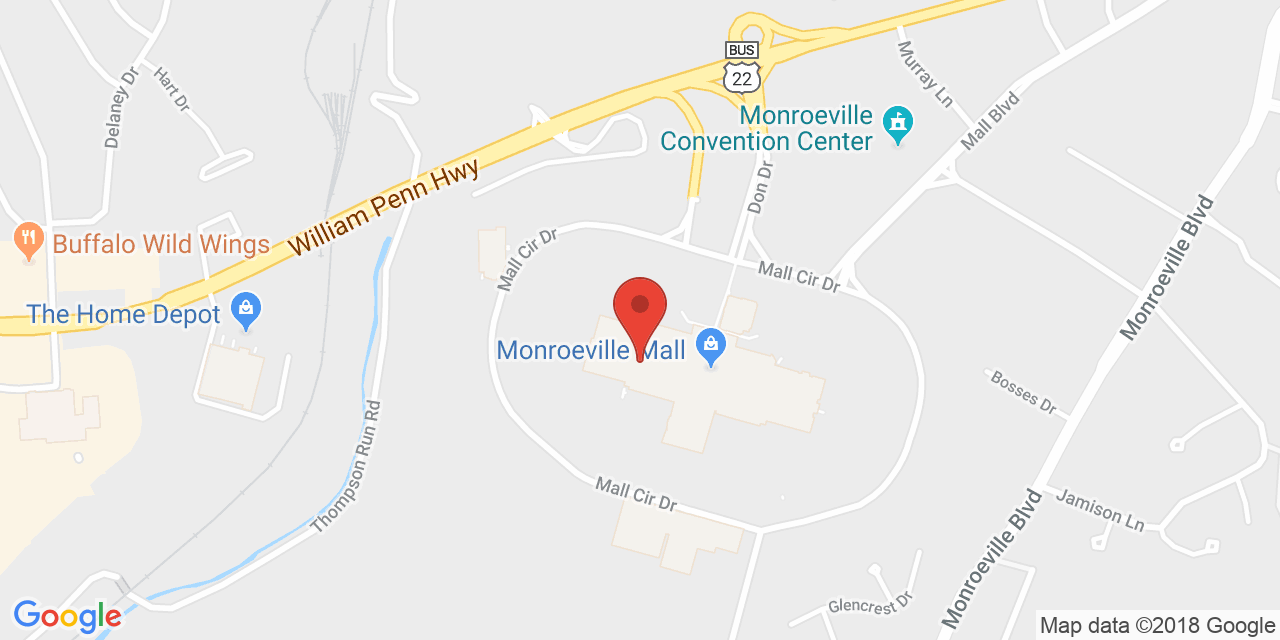 BUS
22
Murray Ln
Hart Dr
Delaney Dr
Monroeville
Convention Center
Mall Blvd
William Penn Hwy
Don Dr
Buffalo Wild Wings
Mall Cir Dr
Mall Cir Dr
Monroeville Blvd
The Home Depot
Monroeville Mall
Bosses Dr
Thompson Run Rd
Mall Cir Dr
Jamison Ln
Monroeville Blvd
Glencrest Dr
Google
Map data ©2018 Google